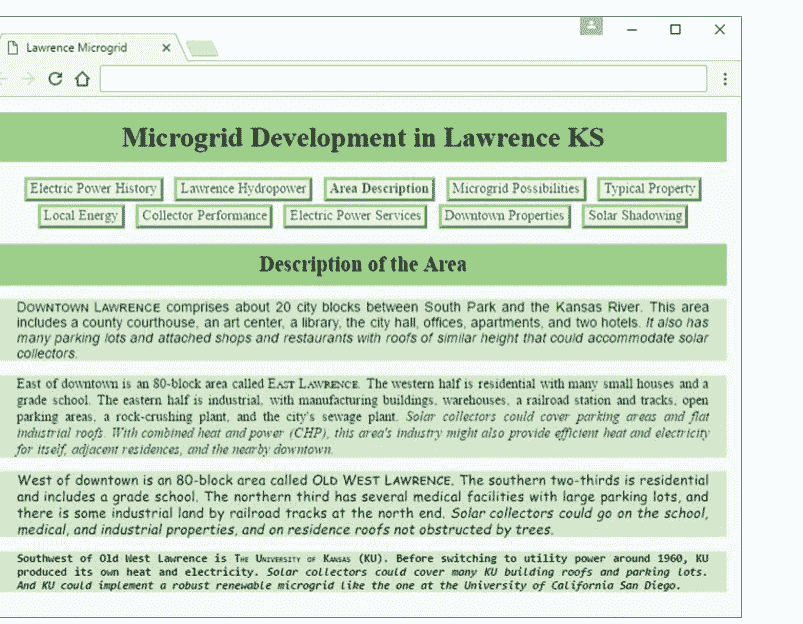 Lawrence Microgrid
Microgrid Development in Lawrence KS
Electric Power History Lawrence Hydropower Area Description Microgrid Possibilities Typical Property
Local Energy Collector Performance Electric Power Services Downtown Properties Solar Shadowing
Description of the Area
DOWNTOWN LAWRENCE comprises about 20 city blocks between South Park and the Kansas River. This area
includes a county courthouse, an art center, a library, the city hall, offices, apartments, and two hotels. It also has
many parking lots and attached shops and restaurants with roofs of similar height that could accommodate solar
collectors.
East of downtown is an 80-block area called EAST LAWRENCE. The western half is residential with many small houses and a
grade school. The eastern half is industrial, with manufacturing buildings, warehouses, a railroad station and tracks, open
parking areas, a rock-crushing plant, and the city's sewage plant. Solar collectors could cover parking areas and flat
industrial roofs. With combined heat and power (CHP), this area's industry might also provide efficient heat and electricity
for itself, adjacent residences, and the nearby downtown.
West of downtown is an 80-block area called OLD WEST LAWRENCE. The southern two-thirds is residential
and includes a grade school. The northern third has several medical facilities with large parking lots, and
there is some industrial land by railroad tracks at the north end. Solar collectors could go on the school,
medical, and industrial properties, and on residence roofs not obstructed by trees.
Southwest of Old West Lawrence is THE UNIVERSITY OF KANSAS (KU). Before switching to utility power around 1960, KU
produced its own heat and electricity. Solar collectors could cover many KU building roofs and parking lots.
And KU could implement a robust renewable microgrid like the one at the University of California San Diego.